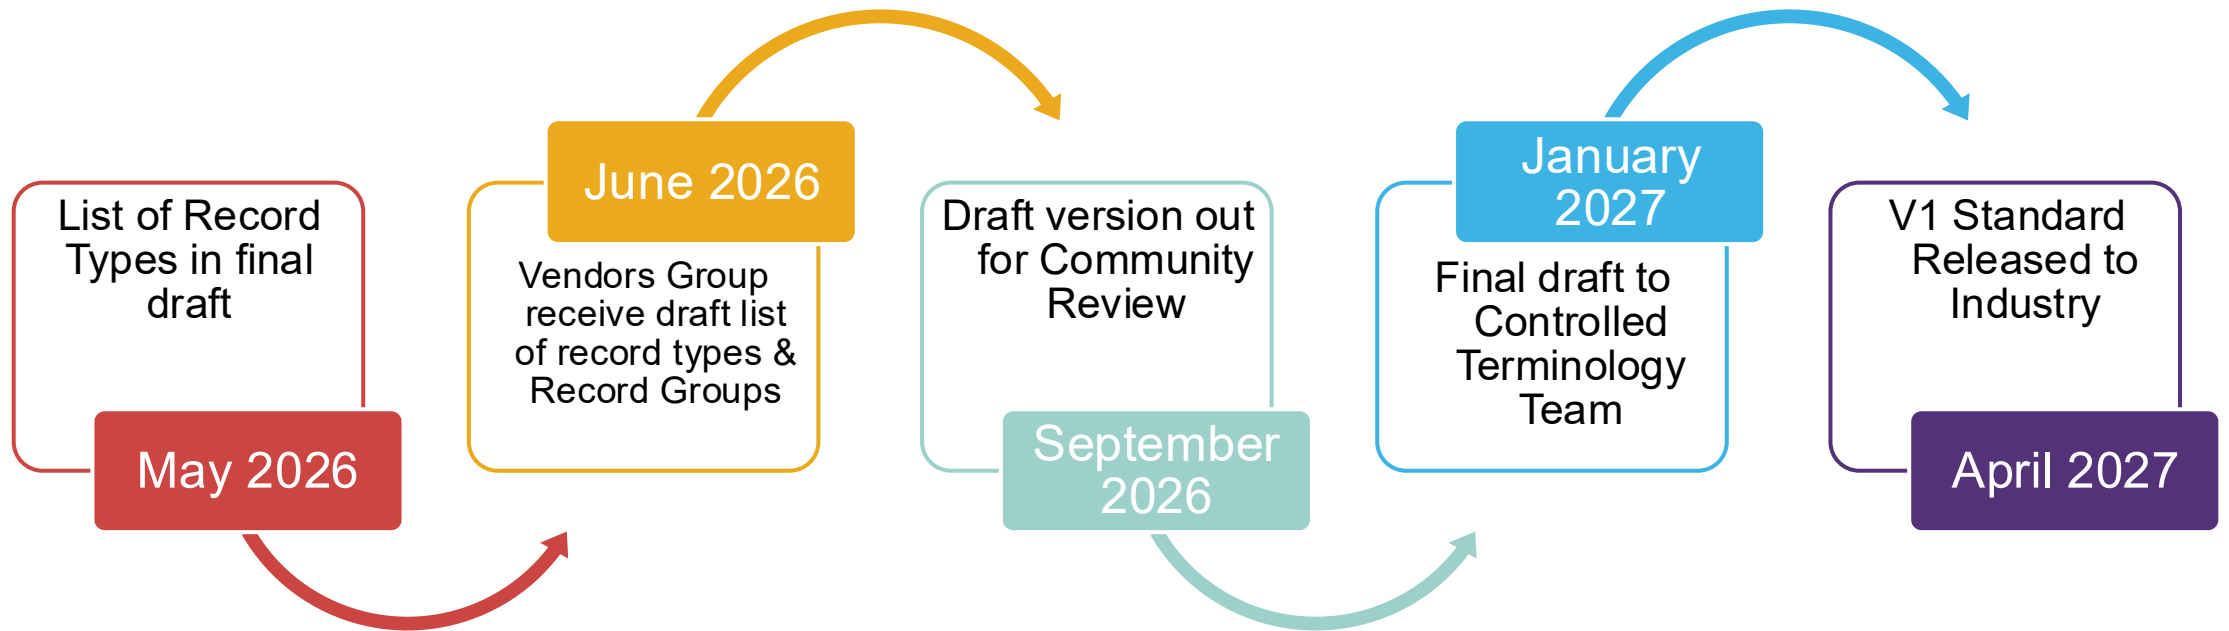 List of Record
Types in final
draft
May 2026
June 2026
Vendors Group
receive draft list
of record types &
Record Groups
Draft version out
for Community
Review
September
2026
January
2027
Final draft to
Controlled
Terminology
Team
V1 Standard
Released to
Industry
April 2027